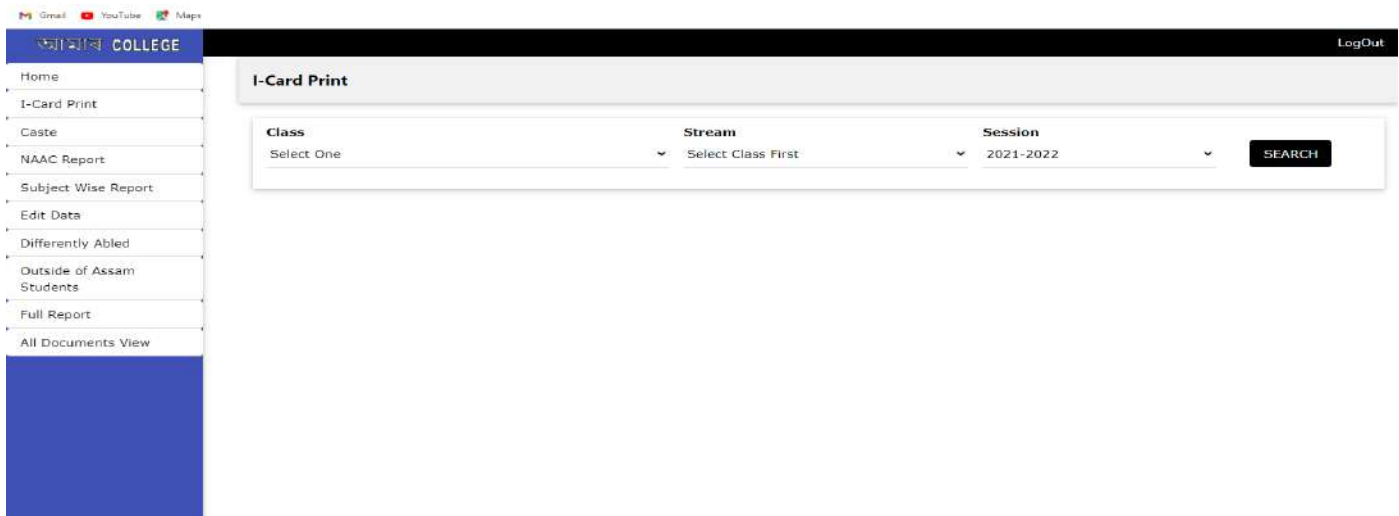 Gmail YouTube Maps
আমাৰ COLLEGE
LogOut
Home
I-Card Print
Caste
NAAC Report
Subject Wise Report
Edit Data
Differently Abled
Outside of Assam
Students
Full Report
All Documents View
I-Card Print
Class Stream Session
Select One Select Class First 2021-2022 SEARCH